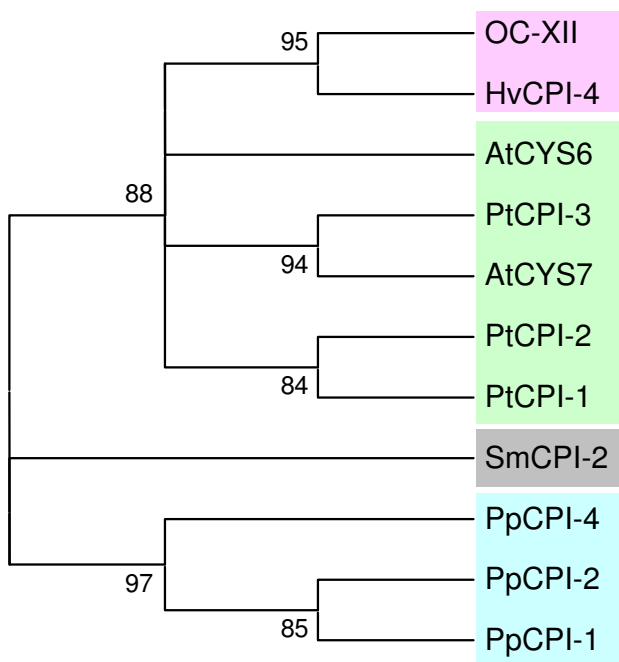 95
OC-XII
HvCPI-4
AtCYS6
88
PtCPI-3
94
AtCYS7
PtCPI-2
84
PtCPI-1
SmCPI-2
PpCPI-4
97
PpCPI-2
85
PpCPI-1